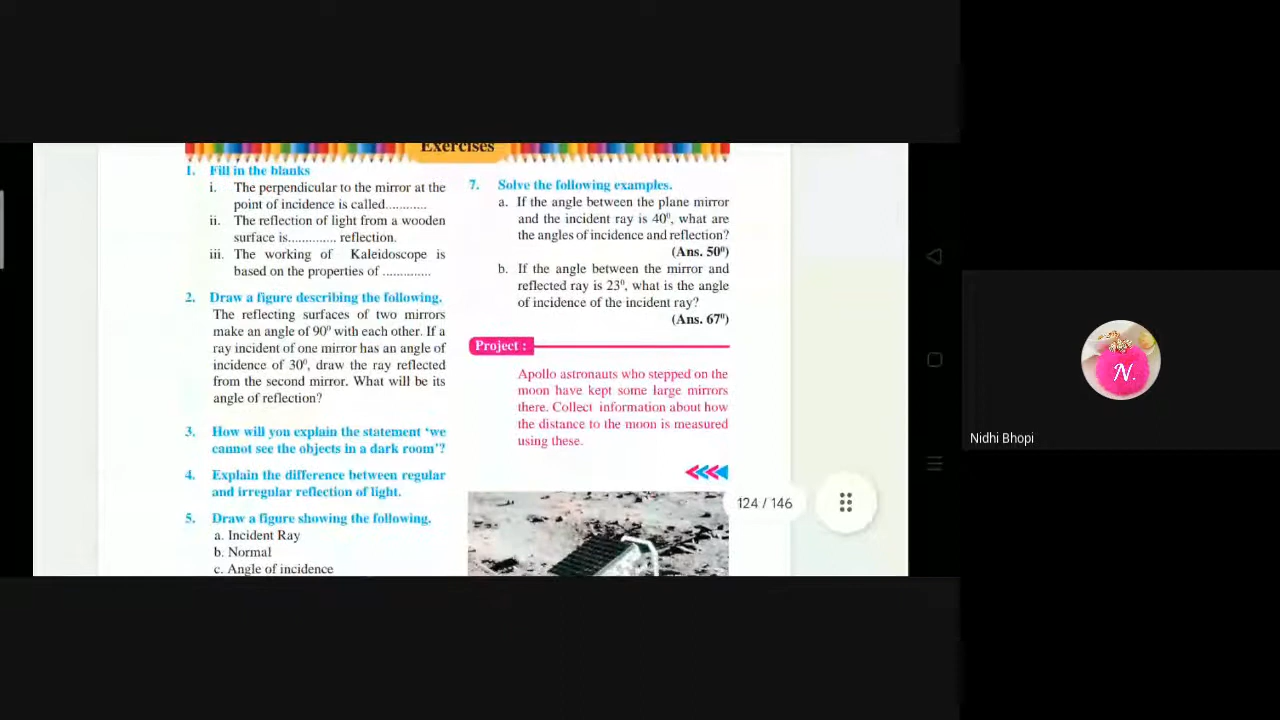 Exercises
1. Fill in the blanks
i. The perpendicular to the mirror at the
point of incidence is called............
ii. The reflection of light from a wooden
surface is.............. reflection.
iii. The working of Kaleidoscope is
based on the properties of ..............
2. Draw a figure describing the following.
The reflecting surfaces of two mirrors
make an angle of 90⁰ with each other. If a
ray incident of one mirror has an angle of
incidence of 30⁰, draw the ray reflected
from the second mirror. What will be its
angle of reflection?
3. How will you explain the statement ‘we
cannot see the objects in a dark room’?
4. Explain the difference between regular
and irregular reflection of light.
5. Draw a figure showing the following.
a. Incident Ray
b. Normal
c. Angle of incidence
7. Solve the following examples.
a. If the angle between the plane mirror
and the incident ray is 40⁰, what are
the angles of incidence and reflection?
(Ans. 50⁰)
b. If the angle between the mirror and
reflected ray is 23⁰, what is the angle
of incidence of the incident ray?
(Ans. 67⁰)
Project :
Apollo astronauts who stepped on the
moon have kept some large mirrors
there. Collect information about how
the distance to the moon is measured
using these.
124 / 146
N.
Nidhi Bhopi